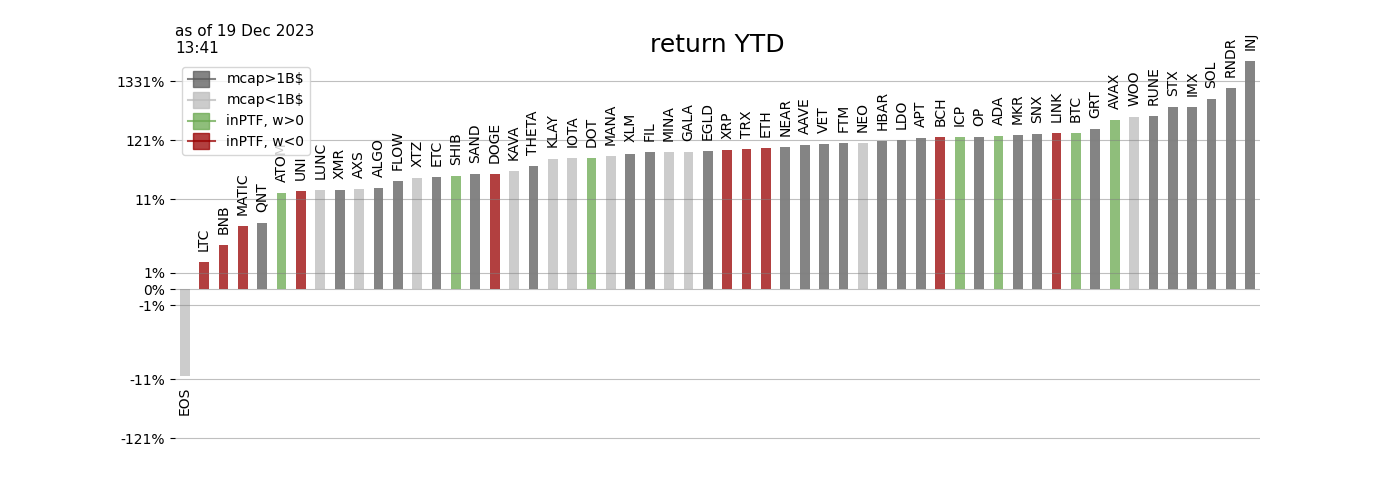 as of 19 Dec 2023
13:41
return YTD
mcap>1B$
mcap<1B$
inPTF, w>0
inPTF, w<0
1331%
121%
11%
1%
0%
-1%
-11%
-121%
EOS
LTC
BNB
MATIC
QNT
ATOM
UNI
LUNC
XMR
AXS
ALGO
FLOW
XTZ
ETC
SHIB
SAND
DOGE
KAVA
THETA
KLAY
IOTA
DOT
MANA
XLM
FIL
MINA
GALA
EGLD
XRP
TRX
ETH
NEAR
AAVE
VET
FTM
NEO
HBAR
LDO
APT
BCH
ICP
OP
ADA
MKR
SNX
LINK
BTC
GRT
AVAX
WOO
RUNE
STX
IMX
SOL
RNDR
INJ